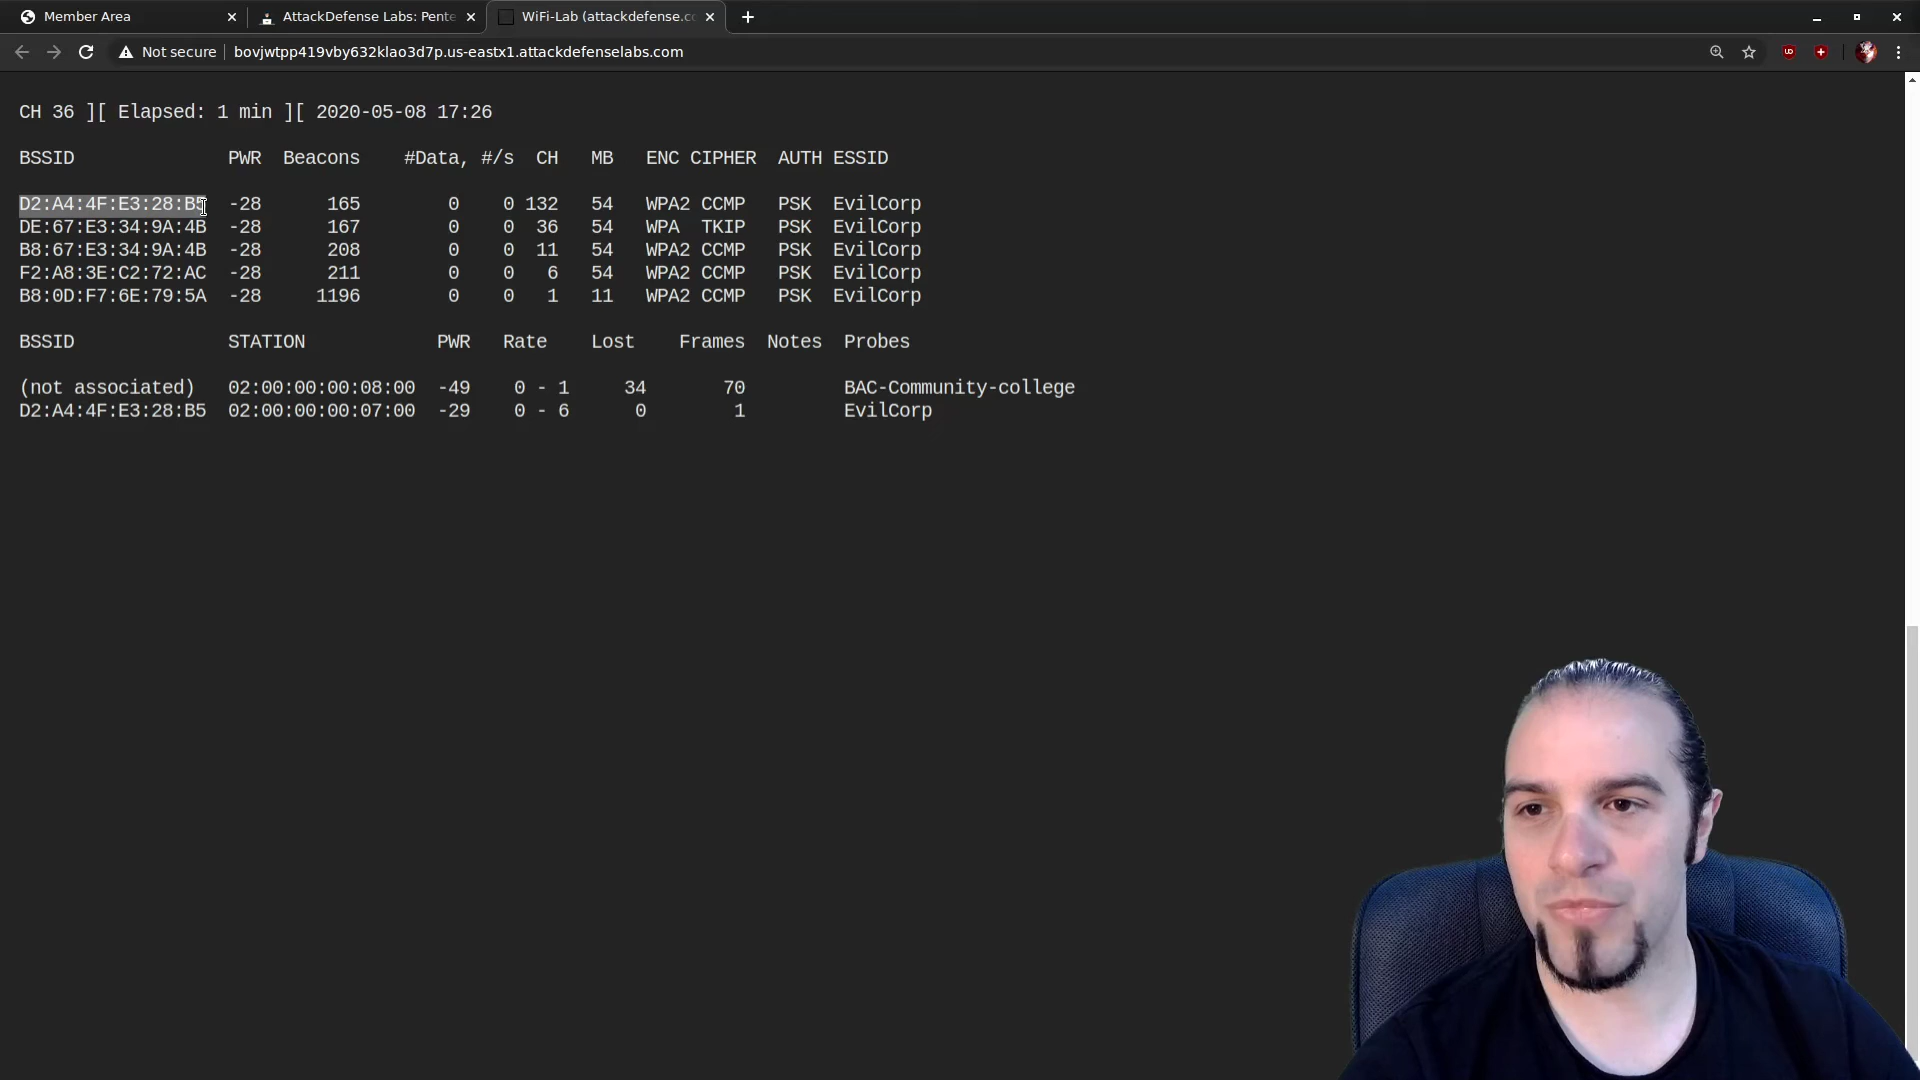 Member Area
AttackDefense Labs: Pente
WiFi-Lab (attackdefense.c
Not secure bovjwtpp419vby632klao3d7p.us-eastx1.attackdefenselabs.com
CH 36 ][ Elapsed: 1 min ][ 2020-05-08 17:26
BSSID PWR Beacons #Data, #/s CH MB ENC CIPHER AUTH ESSID
D2:A4:4F:E3:28:B5 -28 165 0 0 132 54 WPA2 CCMP PSK EvilCorp
DE:67:E3:34:9A:4B -28 167 0 0 36 54 WPA TKIP PSK EvilCorp
B8:67:E3:34:9A:4B -28 208 0 0 11 54 WPA2 CCMP PSK EvilCorp
F2:A8:3E:C2:72:AC -28 211 0 0 6 54 WPA2 CCMP PSK EvilCorp
B8:0D:F7:6E:79:5A -28 1196 0 0 1 11 WPA2 CCMP PSK EvilCorp
BSSID STATION PWR Rate Lost Frames Notes Probes
(not associated) 02:00:00:00:08:00 -49 0 - 1 34 70 BAC-Community-college
D2:A4:4F:E3:28:B5 02:00:00:00:07:00 -29 0 - 6 0 1 EvilCorp